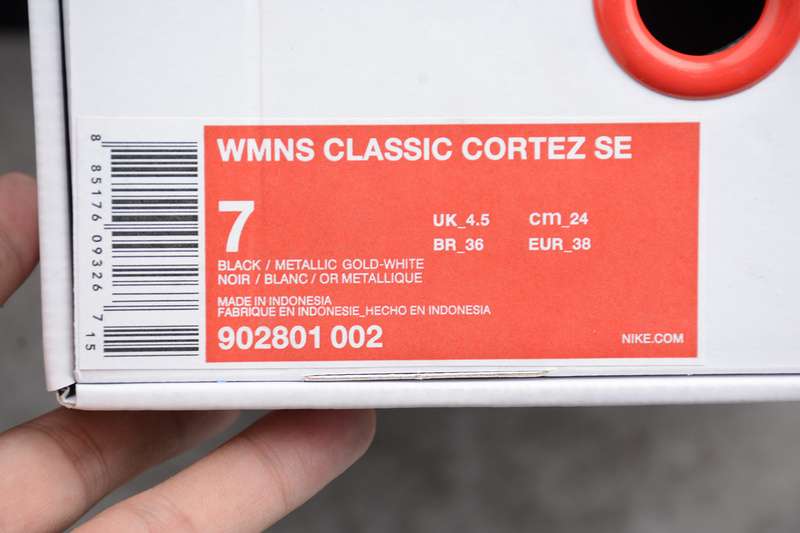 WMNS CLASSIC CORTEZ SE
7
UK_4.5 cm_24
BR_36 EUR_38
BLACK / METALLIC GOLD-WHITE
NOIR / BLANC / OR METALLIQUE
MADE IN INDONESIA
FABRIQUE EN INDONESIE_HECHO EN INDONESIA
902801 002
NIKE.COM
8 85176 09326 7 15